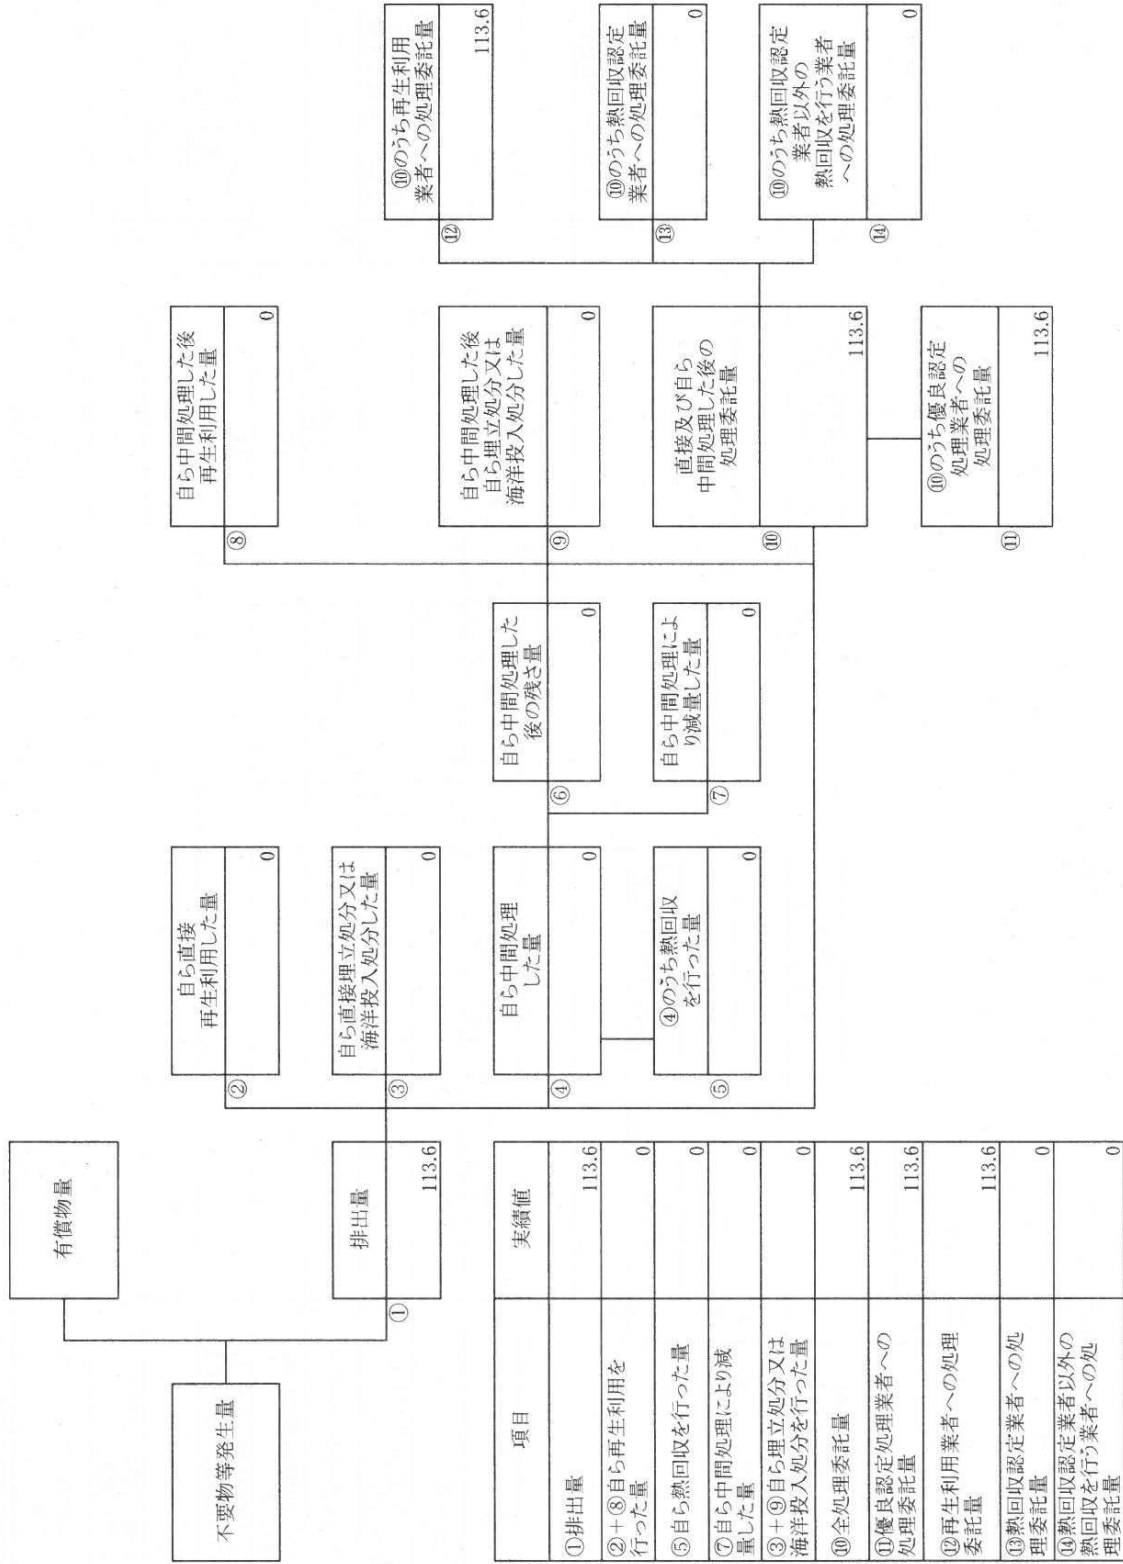 不要物等発生量
有償物量
排出量
①
113.6
自ら直接
再生利用した量
②
0
自ら直接埋立処分又は
海洋投入処分した量
③
0
自ら中間処理
した量
④
0
④のうち熱回収
を行った量
⑤
0
自ら中間処理した
後の残さ量
⑥
0
自ら中間処理によ
り減量した量
⑦
0
自ら中間処理した後
再生利用した量
⑧
0
自ら中間処理した後
自ら埋立処分又は
海洋投入処分した量
⑨
0
直接及び自ら
中間処理した後の
処理委託量
⑩
113.6
⑩のうち優良認定
処理業者への
処理委託量
⑪
113.6
⑩のうち再生利用
業者への処理委託量
⑫
113.6
⑩のうち熱回収認定
業者への処理委託量
⑬
0
⑩のうち熱回収認定
業者以外の
熱回収を行う業者
への処理委託量
⑭
0
項目 実績値
①排出量 113.6
②+⑧自ら再生利用を
行った量 0
⑤自ら熱回収を行った量 0
⑦自ら中間処理により減
量した量 0
③+⑨自ら埋立処分又は
海洋投入処分を行った量 0
⑩全処理委託量 113.6
⑪優良認定処理業者への
処理委託量 113.6
⑫再生利用業者への処理
委託量 113.6
⑬熱回収認定業者への処
理委託量 0
⑭熱回収認定業者以外の
熱回収を行う業者への処
理委託量 0